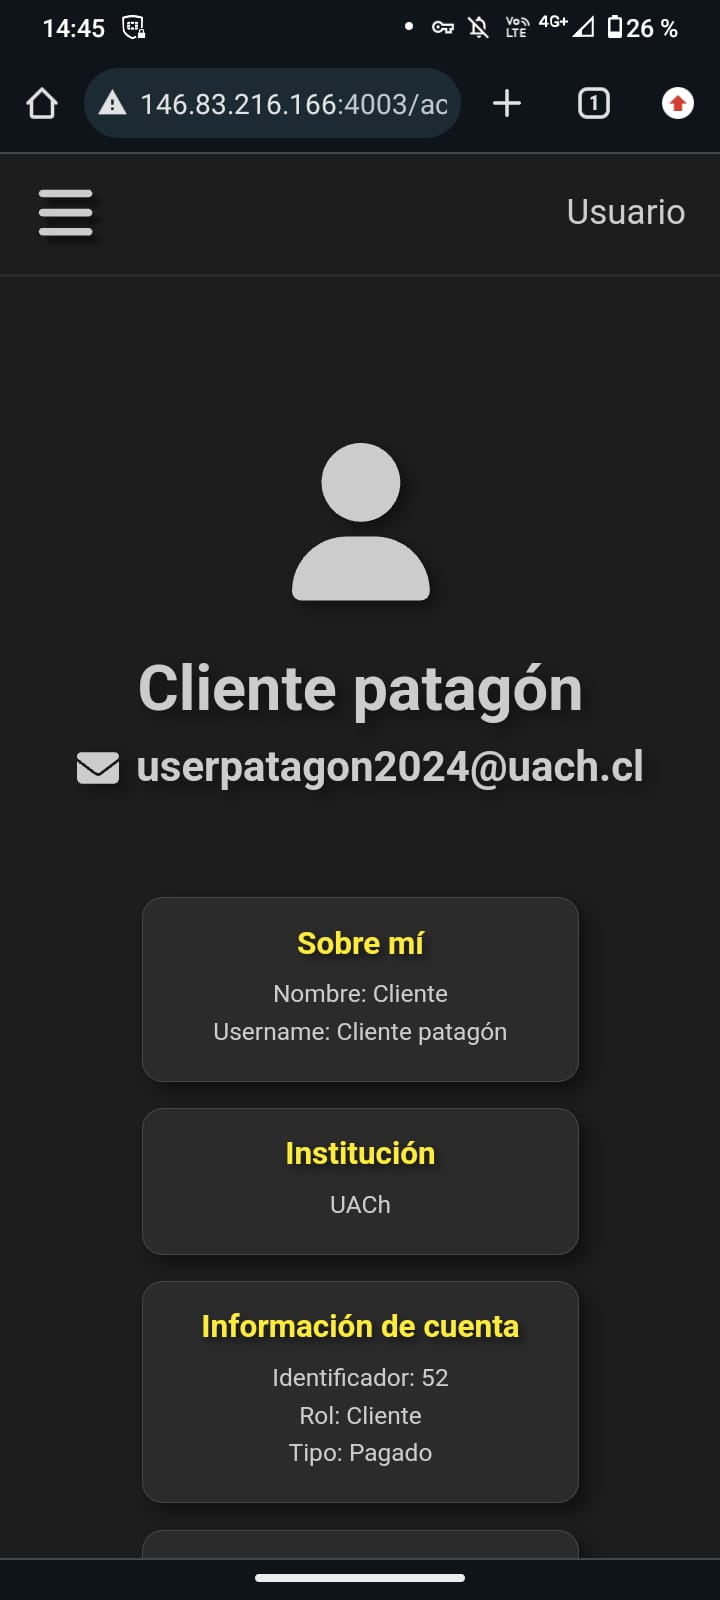 14:45
Vo LTE 4G+ 26 %
146.83.216.166:4003/ac
1
Usuario
Cliente patagón
userpatagon2024@uach.cl
Sobre mí
Nombre: Cliente
Username: Cliente patagón
Institución
UACh
Información de cuenta
Identificador: 52
Rol: Cliente
Tipo: Pagado